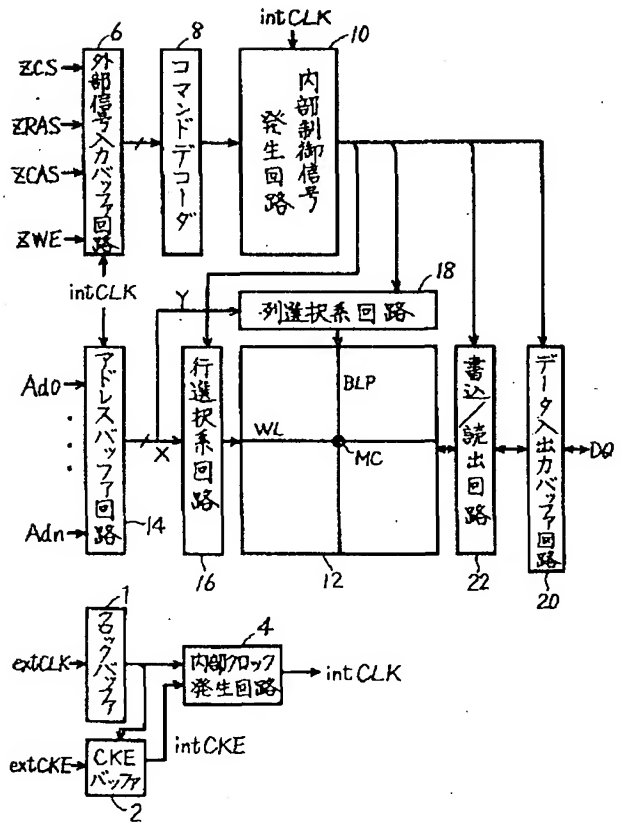 intCLK
6
8
10
ZCS
ZRAS
ZCAS
ZWE
外部信号入力バッファ回路
コマンドデコーダ
内部制御信号
発生回路
intCLK
18
Y
列選択系回路
Ad0
Adn
アドレスバッファ回路
14
X
行選択系回路
16
WL
BLP
MC
12
書込/読出回路
22
データ入出力バッファ回路
20
DQ
1
extCLK
クロックバッファ
4
内部クロック
発生回路
intCLK
intCKE
extCKE
CKE
バッファ
2